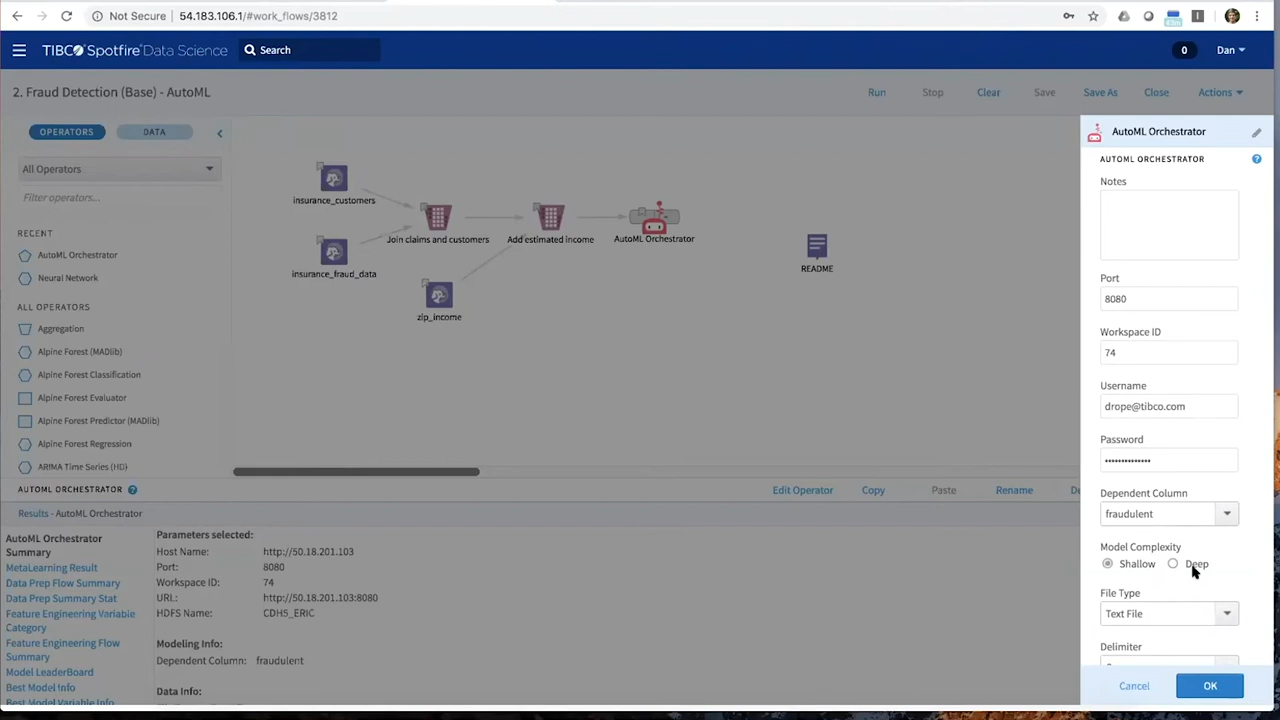 Not Secure 54.183.106.1/#work_flows/3812
TIBCO Spotfire Data Science
Search
0
Dan
2. Fraud Detection (Base) - AutoML
Run
Stop
Clear
Save
Save As
Close
Actions
OPERATORS
DATA
All Operators
Filter operators...
RECENT
AutoML Orchestrator
Neural Network
ALL OPERATORS
Aggregation
Alpine Forest (MADlib)
Alpine Forest Classification
Alpine Forest Evaluator
Alpine Forest Predictor (MADlib)
Alpine Forest Regression
ARIMA Time Series (HD)
insurance_customers
insurance_fraud_data
Join claims and customers
zip_income
Add estimated income
AutoML Orchestrator
README
AUTOML ORCHESTRATOR
Edit Operator
Copy
Paste
Rename
De
Results - AutoML Orchestrator
AutoML Orchestrator
Summary
MetaLearning Result
Data Prep Flow Summary
Data Prep Summary Stat
Feature Engineering Variable
Category
Feature Engineering Flow
Summary
Model LeaderBoard
Best Model Info
Best Model Variable Info
Parameters selected:
Host Name: http://50.18.201.103
Port: 8080
Workspace ID: 74
URL: http://50.18.201.103:8080
HDFS Name: CDH5_ERIC
Modeling Info:
Dependent Column: fraudulent
Data Info:
AutoML Orchestrator
AUTOML ORCHESTRATOR
Notes
Port
8080
Workspace ID
74
Username
drope@tibco.com
Password
Dependent Column
fraudulent
Model Complexity
Shallow
Deep
File Type
Text File
Delimiter
Cancel
OK